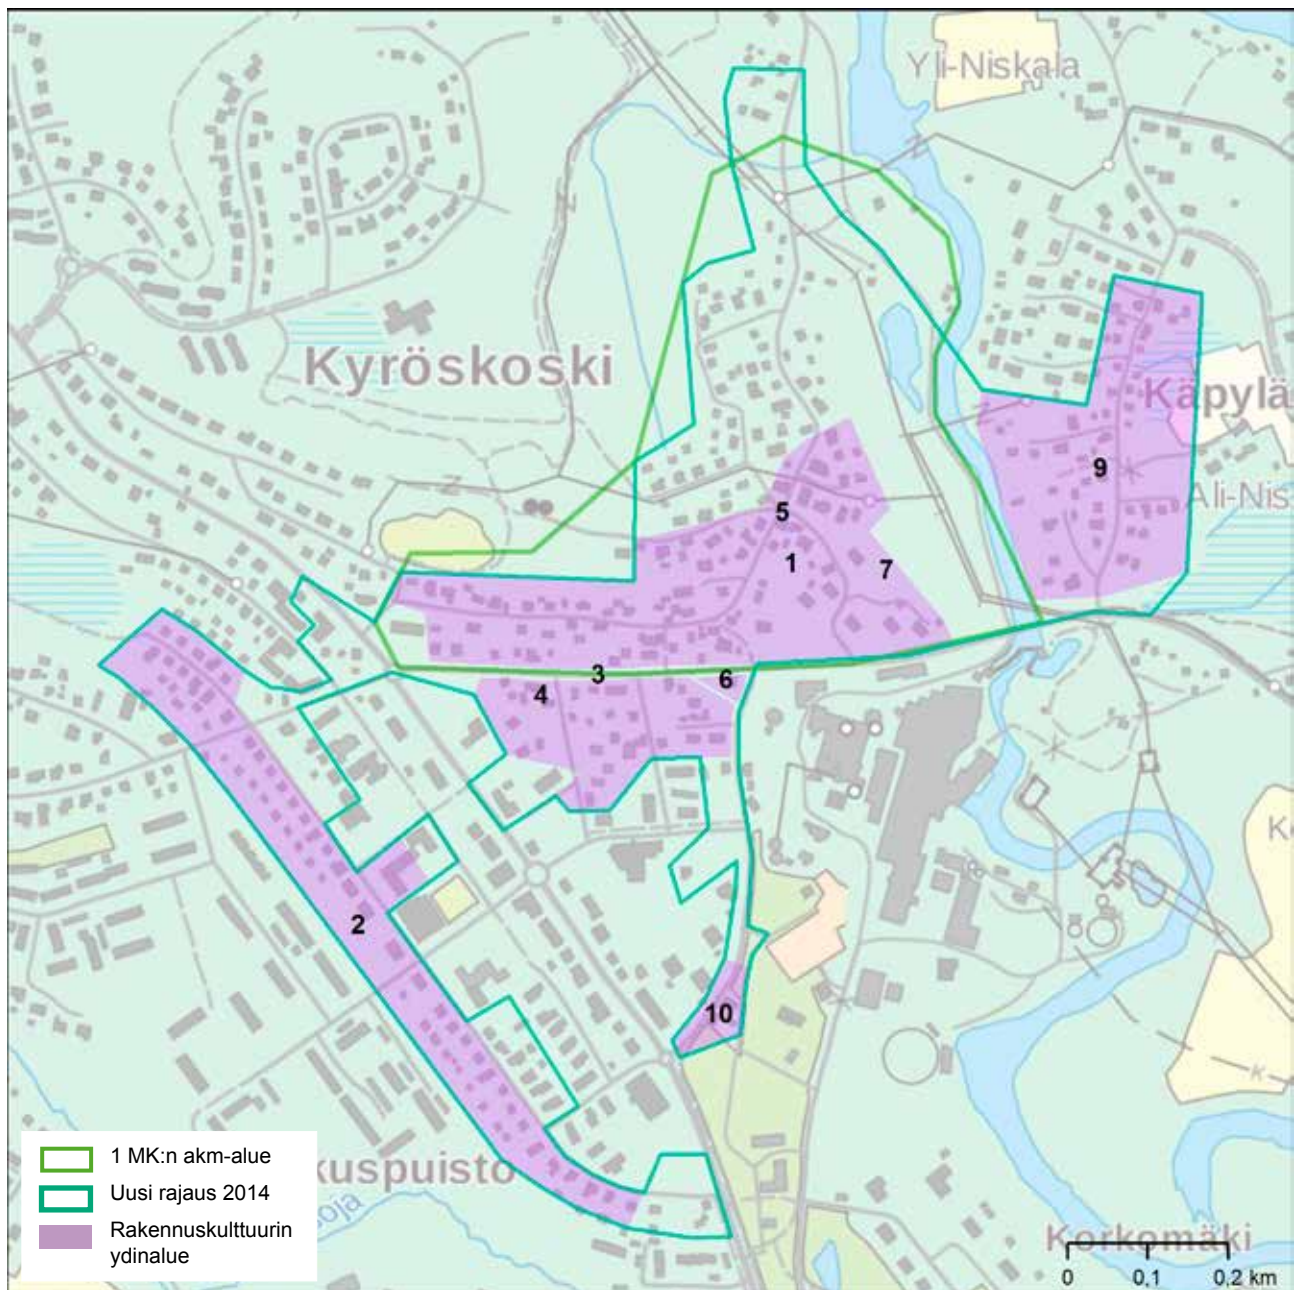 Yli-Niskala
Kyröskoski
Käpylä
9
Ali-Nis
5
1
7
3
6
4
2
10
1 MK:n akm-alue
Uusi rajaus 2014
Rakennuskulttuurin
ydinalue
kuspuisto
oja
K
Korkomäki
0 0,1 0,2 km